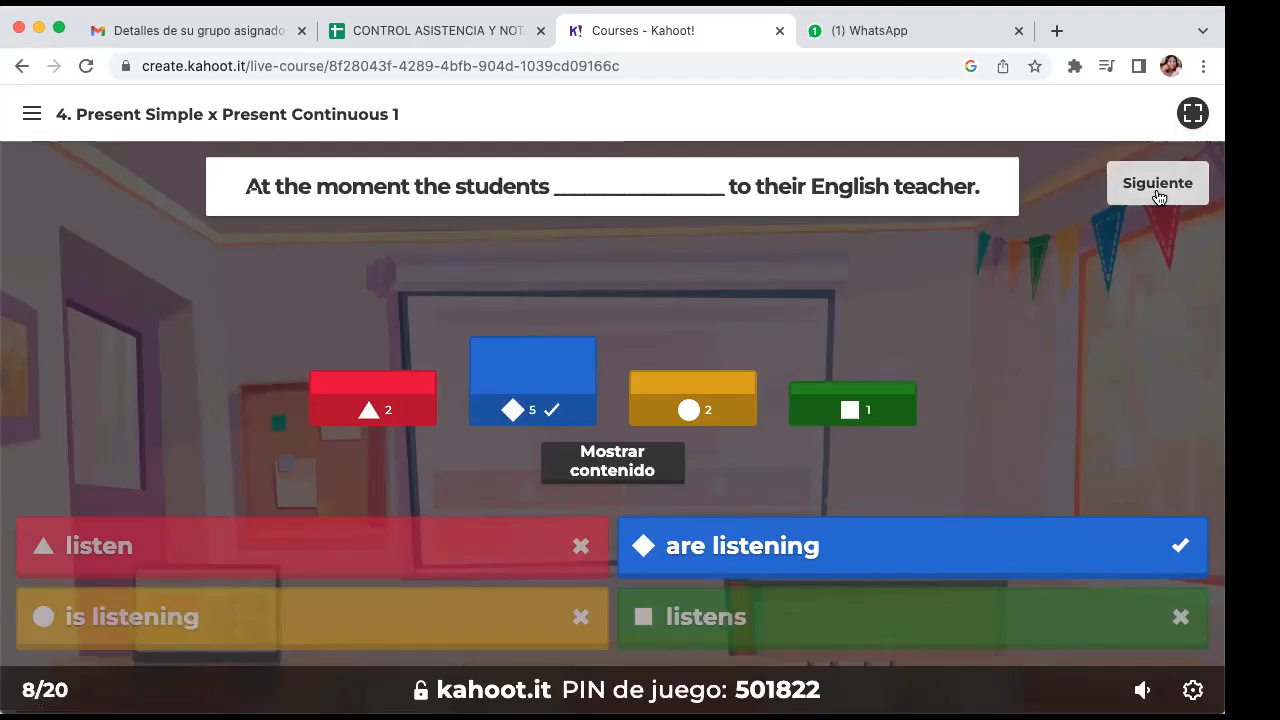 Detalles de su grupo asignado
CONTROL ASISTENCIA Y NOT
K! Courses - Kahoot!
1 (1) WhatsApp
create.kahoot.it/live-course/8f28043f-4289-4bfb-904d-1039cd09166c
4. Present Simple x Present Continuous 1
At the moment the students ________________ to their English teacher.
Siguiente
2
5
2
1
Mostrar
contenido
listen
are listening
is listening
listens
8/20
kahoot.it PIN de juego: 501822